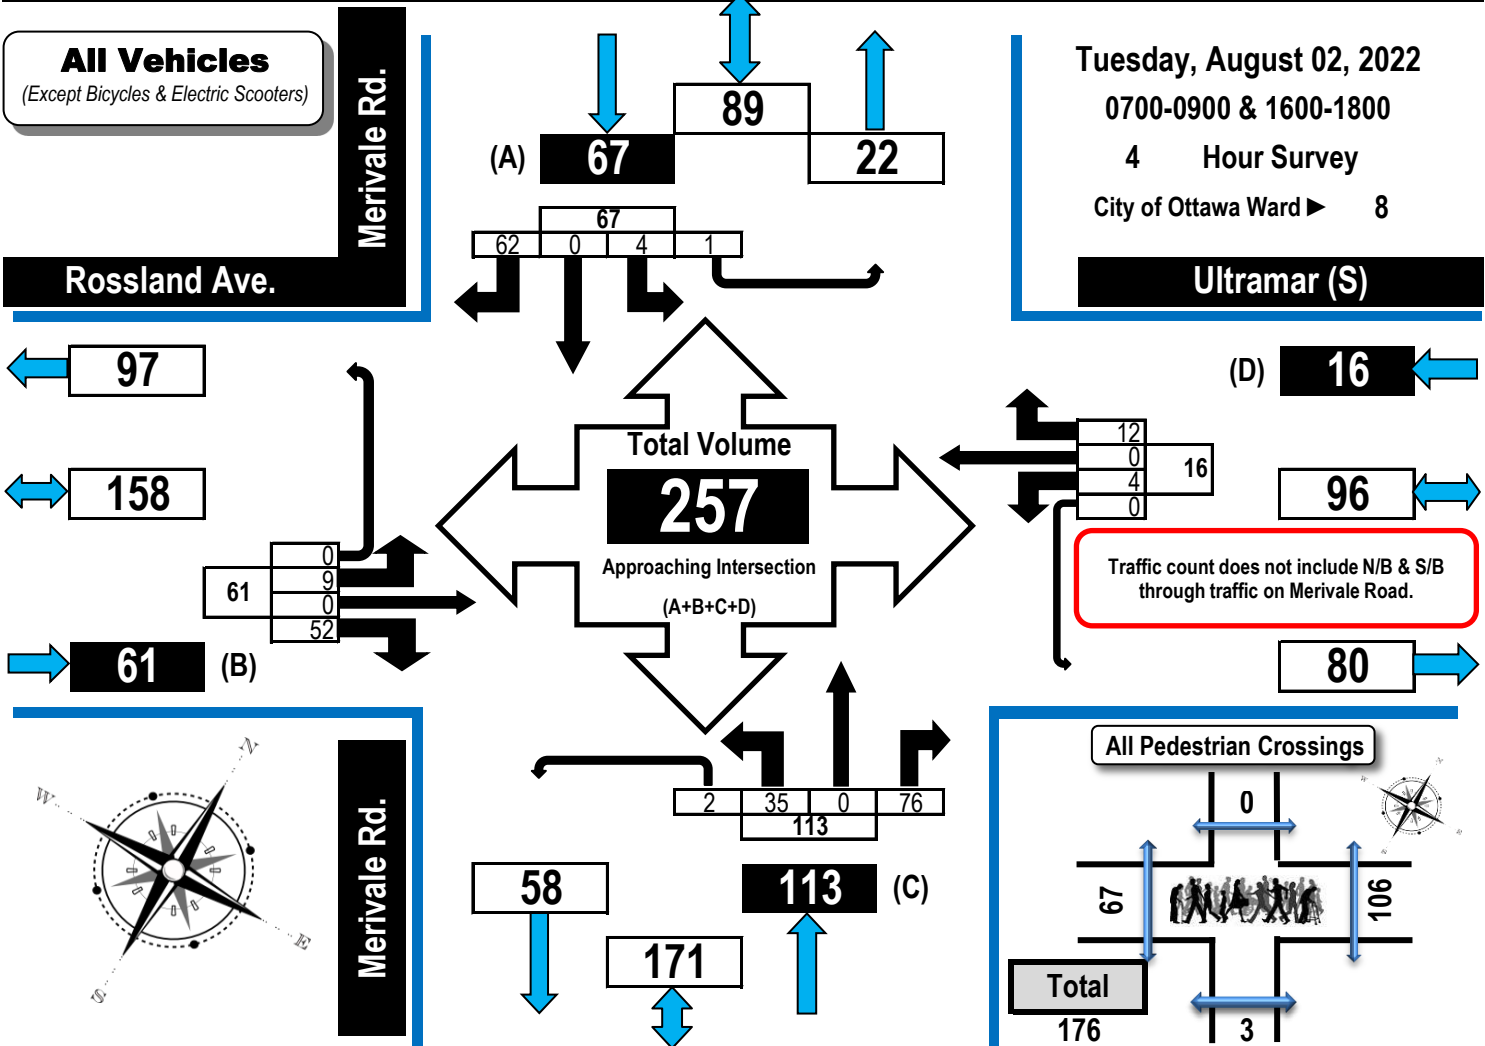 All Vehicles
(Except Bicycles & Electric Scooters)
Merivale Rd.
Rossland Ave.
89
(A)
67
22
67
62
0
4
1
Tuesday, August 02, 2022
0700-0900 & 1600-1800
4 Hour Survey
City of Ottawa Ward ► 8
Ultramar (S)
97
158
0
9
0
52
61
61
(B)
Total Volume
257
Approaching Intersection
(A+B+C+D)
(D)
16
12
0
4
0
16
96
Traffic count does not include N/B & S/B
through traffic on Merivale Road.
80
N
W
E
S
Merivale Rd.
2
35
0
76
113
58
113
(C)
171
All Pedestrian Crossings
0
67
106
Total
176
3